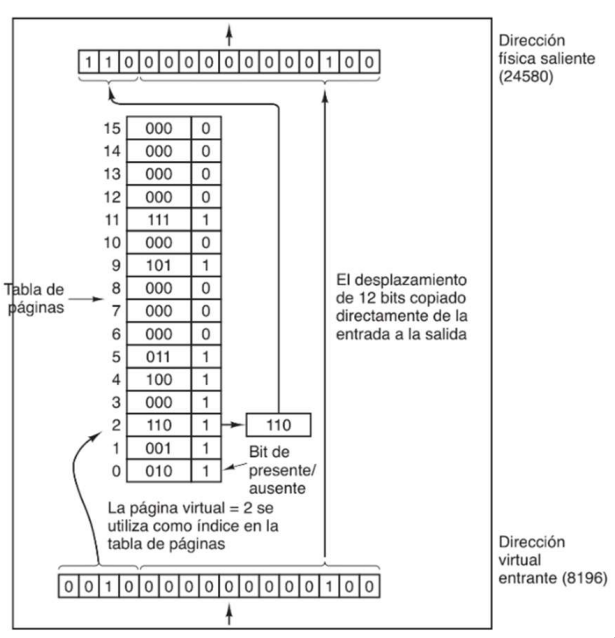 1 1 0 0 0 0 0 0 0 0 0 0 1 0 0
Dirección
física saliente
(24580)
15 000 0
14 000 0
13 000 0
12 000 0
11 111 1
10 000 0
9 101 1
8 000 0
7 000 0
6 000 0
5 011 1
4 100 1
3 000 1
2 110 1
1 001 1
0 010 1
Tabla de
páginas
110
Bit de
presente/
ausente
El desplazamiento
de 12 bits copiado
directamente de la
entrada a la salida
La página virtual = 2 se
utiliza como índice en la
tabla de páginas
0 0 1 0 0 0 0 0 0 0 0 0 0 1 0 0
Dirección
virtual
entrante (8196)